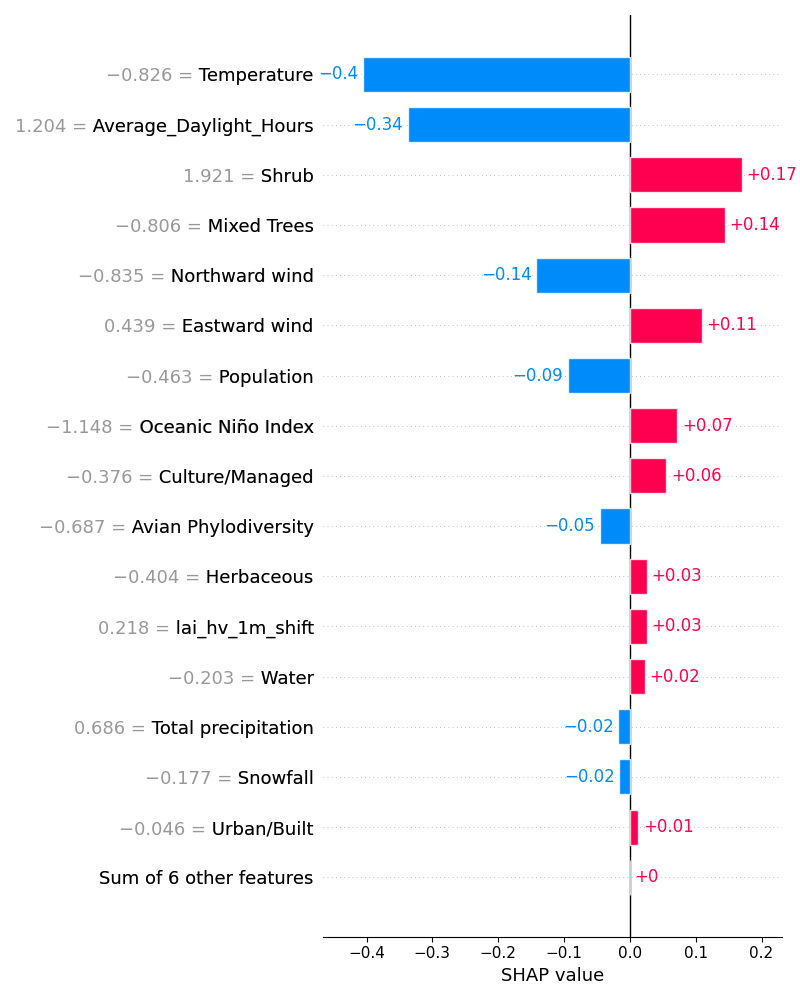 −0.826 = Temperature −0.4
1.204 = Average_Daylight_Hours −0.34
1.921 = Shrub +0.17
−0.806 = Mixed Trees +0.14
−0.835 = Northward wind −0.14
0.439 = Eastward wind +0.11
−0.463 = Population −0.09
−1.148 = Oceanic Niño Index +0.07
−0.376 = Culture/Managed +0.06
−0.687 = Avian Phylodiversity −0.05
−0.404 = Herbaceous +0.03
0.218 = lai_hv_1m_shift +0.03
−0.203 = Water +0.02
0.686 = Total precipitation −0.02
−0.177 = Snowfall −0.02
−0.046 = Urban/Built +0.01
Sum of 6 other features +0
−0.4 −0.3 −0.2 −0.1 0.0 0.1 0.2
SHAP value